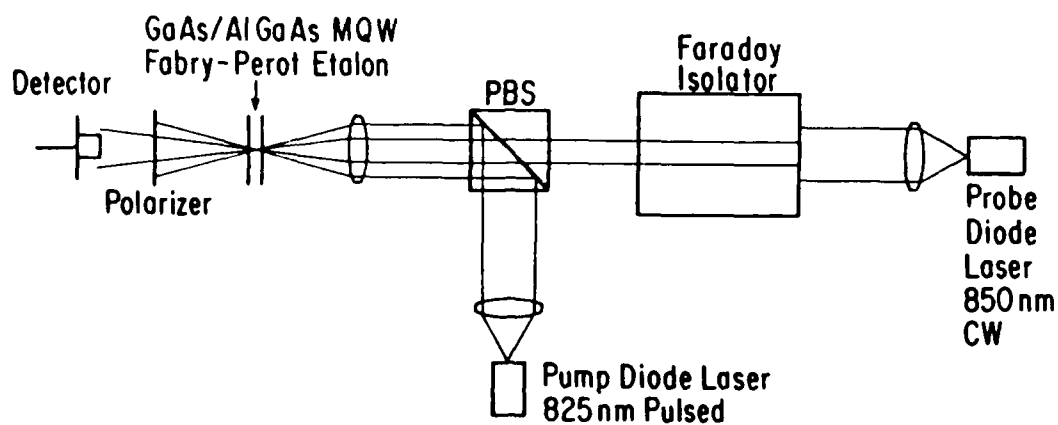 GaAs/AlGaAs MQW
Fabry-Perot Etalon
Detector
Polarizer
PBS
Faraday
Isolator
Probe
Diode
Laser
850nm
CW
Pump Diode Laser
825nm Pulsed